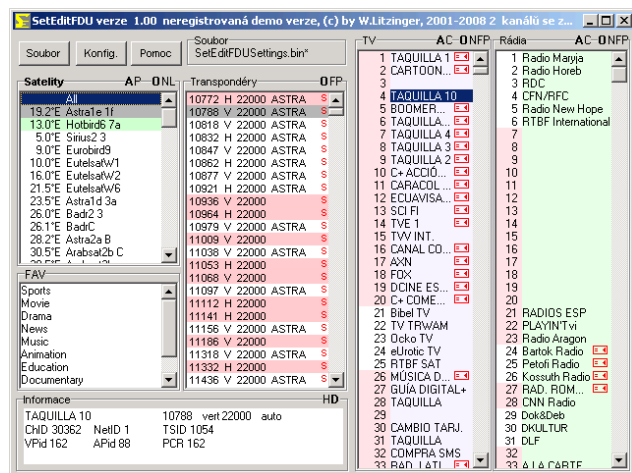 SetEditFDU verze 1.00 neregistrovaná demo verze, (c) by W.Litzinger, 2001-2008 2 kanálů se z...
Soubor
Konfig.
Pomoc
Soubor
SetEditFDUSettings.bin*
Satelity AP ONL
All
19.2°E Astra1e 1f
13.0°E Hotbird6 7a
5.0°E Sirius2 3
9.0°E Eurobird9
10.0°E EutelsatW1
16.0°E EutelsatW2
21.5°E EutelsatW6
23.5°E Astra1d 3a
26.0°E Badr2 3
26.1°E BadrC
28.2°E Astra2a B
30.5°E Arabsat2b C
FAV
Sports
Movie
Drama
News
Music
Animation
Education
Documentary
Transpondéry OFP
10772 H 22000 ASTRA S
10788 V 22000 ASTRA S
10818 V 22000 ASTRA S
10832 H 22000 ASTRA S
10847 V 22000 ASTRA S
10862 H 22000 ASTRA S
10877 V 22000 ASTRA S
10921 H 22000 ASTRA S
10936 V 22000 S
10964 H 22000 S
10979 V 22000 ASTRA S
11009 V 22000 S
11038 V 22000 ASTRA S
11053 H 22000 S
11068 V 22000 S
11097 V 22000 ASTRA S
11112 H 22000 S
11141 H 22000 S
11156 V 22000 ASTRA S
11186 V 22000 S
11318 V 22000 ASTRA S
11332 H 22000 S
11436 V 22000 ASTRA S
TV AC ONFP
1 TAQUILLA 1
2 CARTOON...
3
4 TAQUILLA 10
5 BOOMER...
6 TAQUILLA...
7 TAQUILLA 4
8 TAQUILLA 3
9 TAQUILLA 2
10 C+ ACCIÓ...
11 CARACOL ...
12 ECUAVISA...
13 SCI FI
14 TVE 1
15 TVV INT.
16 CANAL CO...
17 AXN
18 FOX
19 DCINE ES...
20 C+ COME...
21 Bibel TV
22 TV TRWAM
23 Ocko TV
24 eUrotic TV
25 RTBF SAT
26 MÚSICA D...
27 GUÍA DIGITAL+
28 TAQUILLA
29
30 CAMBIO TARJ.
31 TAQUILLA
32 COMPRA SMS
33 RAD. LATI...
Rádia AC ONFP
1 Radio Maryja
2 Radio Horeb
3 RDC
4 CFN/RFC
5 Radio New Hope
6 RTBF International
7
8
9
10
11
12
13
14
15
16
17
18
19
20
21 RADIOS ESP
22 PLAYIN'Tvi
23 Radio Aragon
24 Bartok Radio
25 Petofi Radio
26 Kossuth Radio
27 RAD. ROM...
28 CNN Radio
29 Dok&Deb
30 DKULTUR
31 DLF
32
33 A LA CARTE
Informace HD
TAQUILLA 10 10788 vert 22000 auto
ChID 30362 NetID 1 TSID 1054
VPid 162 APid 88 PCR 162